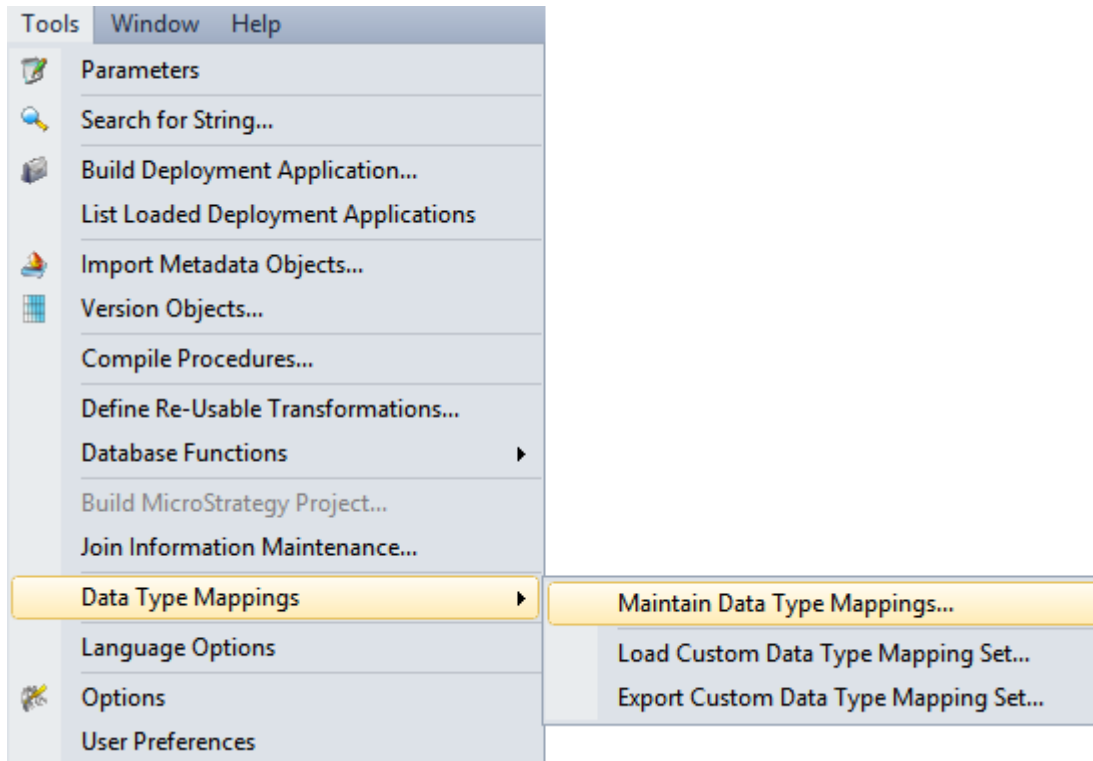 Tools Window Help
Parameters
Search for String...
Build Deployment Application...
List Loaded Deployment Applications
Import Metadata Objects...
Version Objects...
Compile Procedures...
Define Re-Usable Transformations...
Database Functions
Build MicroStrategy Project...
Join Information Maintenance...
Data Type Mappings
Maintain Data Type Mappings...
Load Custom Data Type Mapping Set...
Export Custom Data Type Mapping Set...
Language Options
Options
User Preferences